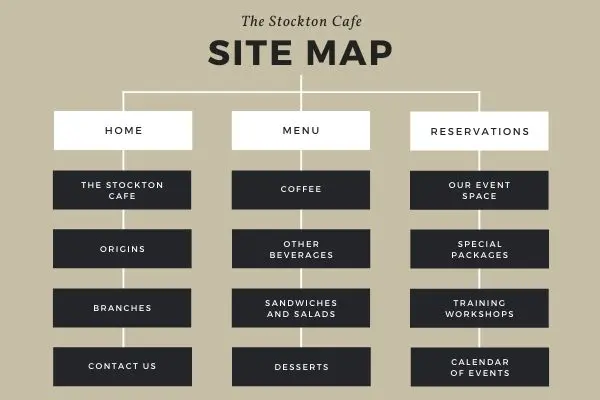 The Stockton Cafe
SITE MAP
HOME
THE STOCKTON
CAFE
ORIGINS
BRANCHES
CONTACT US
MENU
COFFEE
OTHER
BEVERAGES
SANDWICHES
AND SALADS
DESSERTS
RESERVATIONS
OUR EVENT
SPACE
SPECIAL
PACKAGES
TRAINING
WORKSHOPS
CALENDAR
OF EVENTS